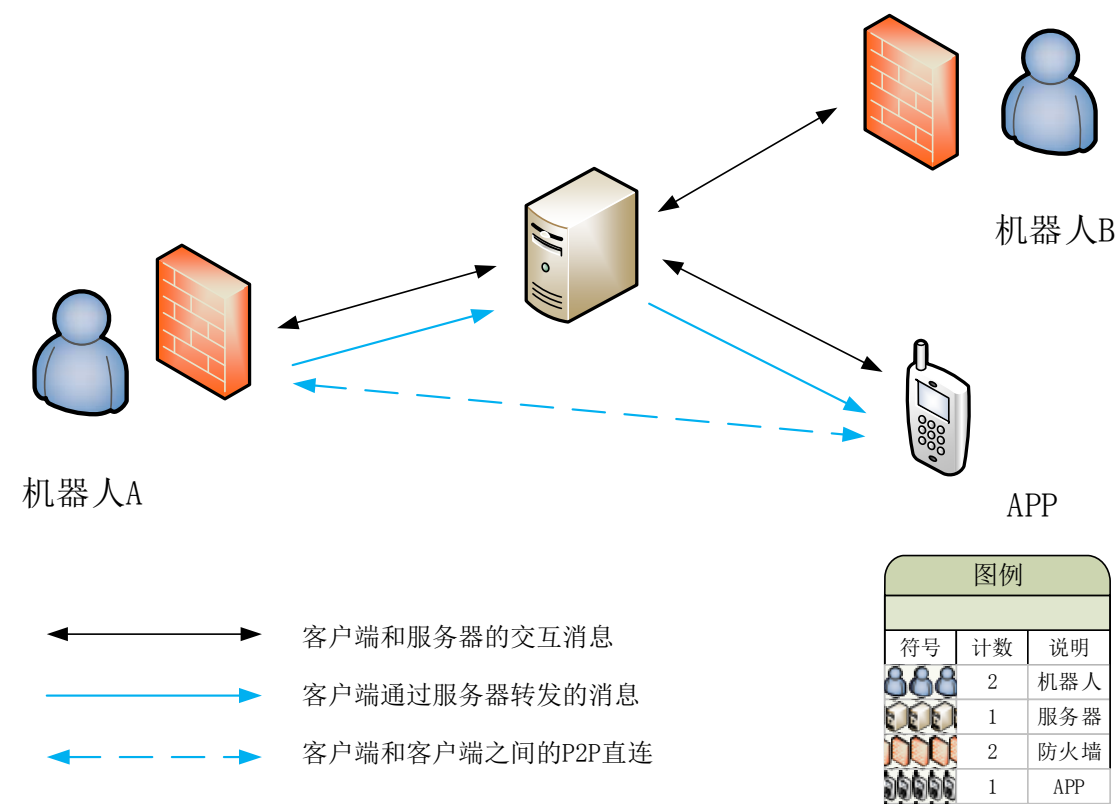 机器人B
机器人A
APP
客户端和服务器的交互消息
客户端通过服务器转发的消息
客户端和客户端之间的P2P直连
图例
符号 计数 说明
2 机器人
1 服务器
2 防火墙
1 APP